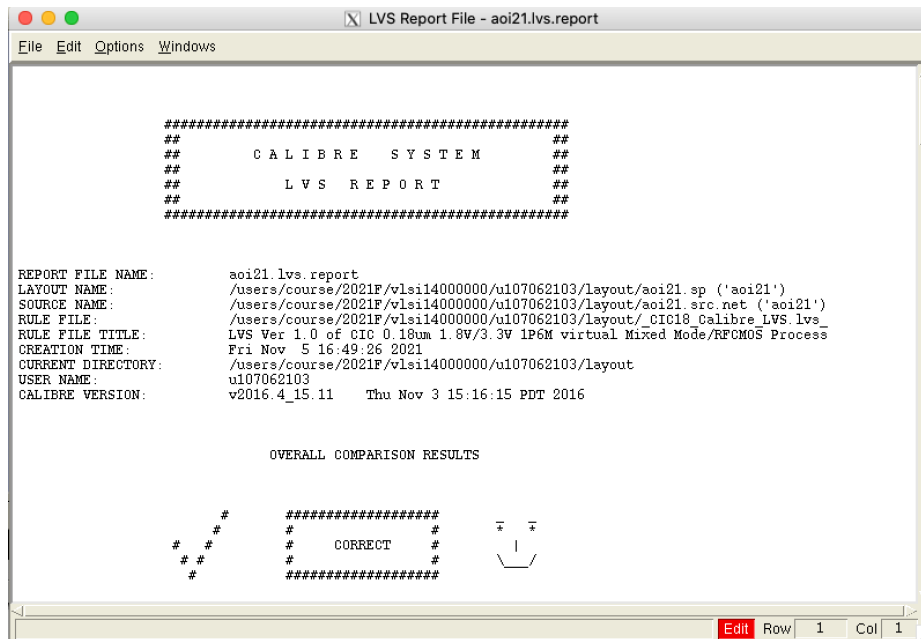 LVS Report File - aoi21.lvs.report
File Edit Options Windows
##################################################
## ##
## C A L I B R E   S Y S T E M ##
## ##
## L V S   R E P O R T ##
## ##
##################################################
REPORT FILE NAME: aoi21.lvs.report
LAYOUT NAME: /users/course/2021F/vlsi14000000/u107062103/layout/aoi21.sp ('aoi21')
SOURCE NAME: /users/course/2021F/vlsi14000000/u107062103/layout/aoi21.src.net ('aoi21')
RULE FILE: /users/course/2021F/vlsi14000000/u107062103/layout/_CIC18_Calibre_LVS.lvs_
RULE FILE TITLE: LVS Ver 1.0 of CIC 0.18um 1.8V/3.3V 1P6M virtual Mixed Mode/RFCMOS Process
CREATION TIME: Fri Nov  5 16:49:26 2021
CURRENT DIRECTORY: /users/course/2021F/vlsi14000000/u107062103/layout
USER NAME: u107062103
CALIBRE VERSION: v2016.4_15.11    Thu Nov 3 15:16:15 PDT 2016
OVERALL COMPARISON RESULTS
# ################### _ _
# # # * *
# # # CORRECT # |
# # # # \___/
# ###################
Edit Row 1 Col 1